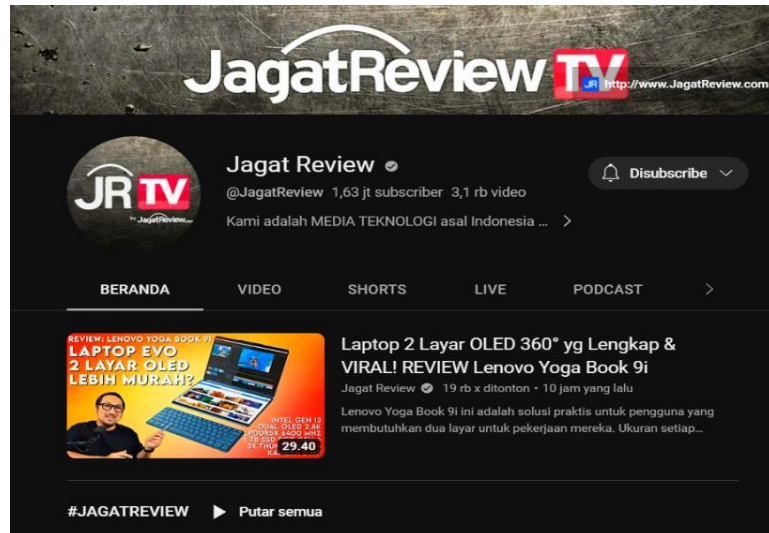 JagatReview TV
JR http://www.JagatReview.com
JR TV
by JagatReview
Jagat Review
@JagatReview 1,63 jt subscriber 3,1 rb video
Disubscribe
Kami adalah MEDIA TEKNOLOGI asal Indonesia ...
BERANDA VIDEO SHORTS LIVE PODCAST
REVIEW: LENOVO YOGA BOOK 9I
LAPTOP EVO
2 LAYAR OLED
LEBIH MURAH?
INTEL GEN 13
DUAL OLED 2.8K
LPDDR5X 6400 MHZ
29.40
Laptop 2 Layar OLED 360° yg Lengkap &
VIRAL! REVIEW Lenovo Yoga Book 9i
Jagat Review 19 rb x ditonton • 10 jam yang lalu
Lenovo Yoga Book 9i ini adalah solusi praktis untuk pengguna yang
membutuhkan dua layar untuk pekerjaan mereka. Ukuran setiap...
#JAGATREVIEW Putar semua